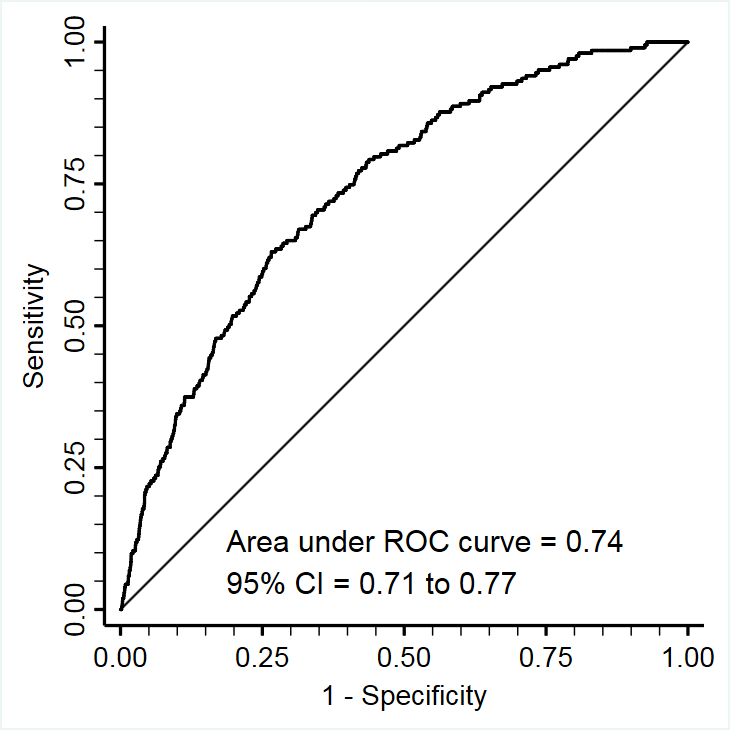 1.00
0.75
0.50
0.25
0.00
Sensitivity
Area under ROC curve = 0.74
95% CI = 0.71 to 0.77
0.00 0.25 0.50 0.75 1.00
1 - Specificity